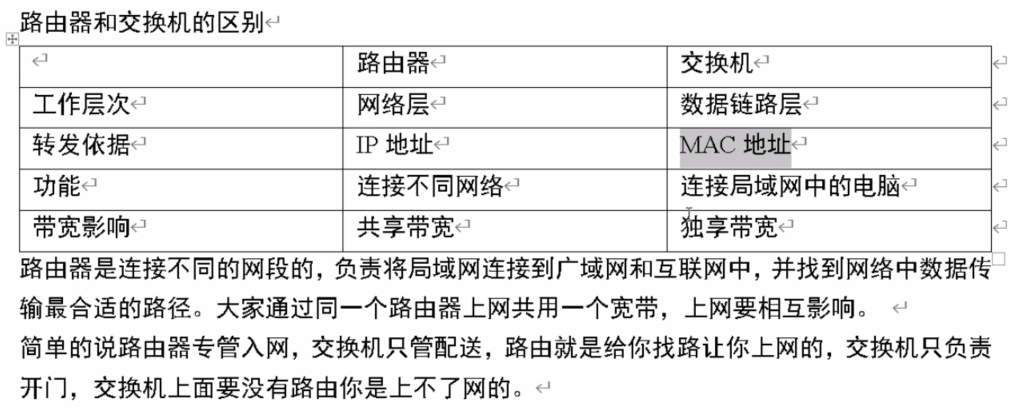 路由器和交换机的区别
路由器 交换机
工作层次 网络层 数据链路层
转发依据 IP 地址 MAC 地址
功能 连接不同网络 连接局域网中的电脑
带宽影响 共享带宽 独享带宽
路由器是连接不同的网段的，负责将局域网连接到广域网和互联网中，并找到网络中数据传
输最合适的路径。大家通过同一个路由器上网共用一个宽带，上网要相互影响。
简单的说路由器专管入网，交换机只管配送，路由就是给你找路让你上网的，交换机只负责
开门，交换机上面要没有路由你是上不了网的。